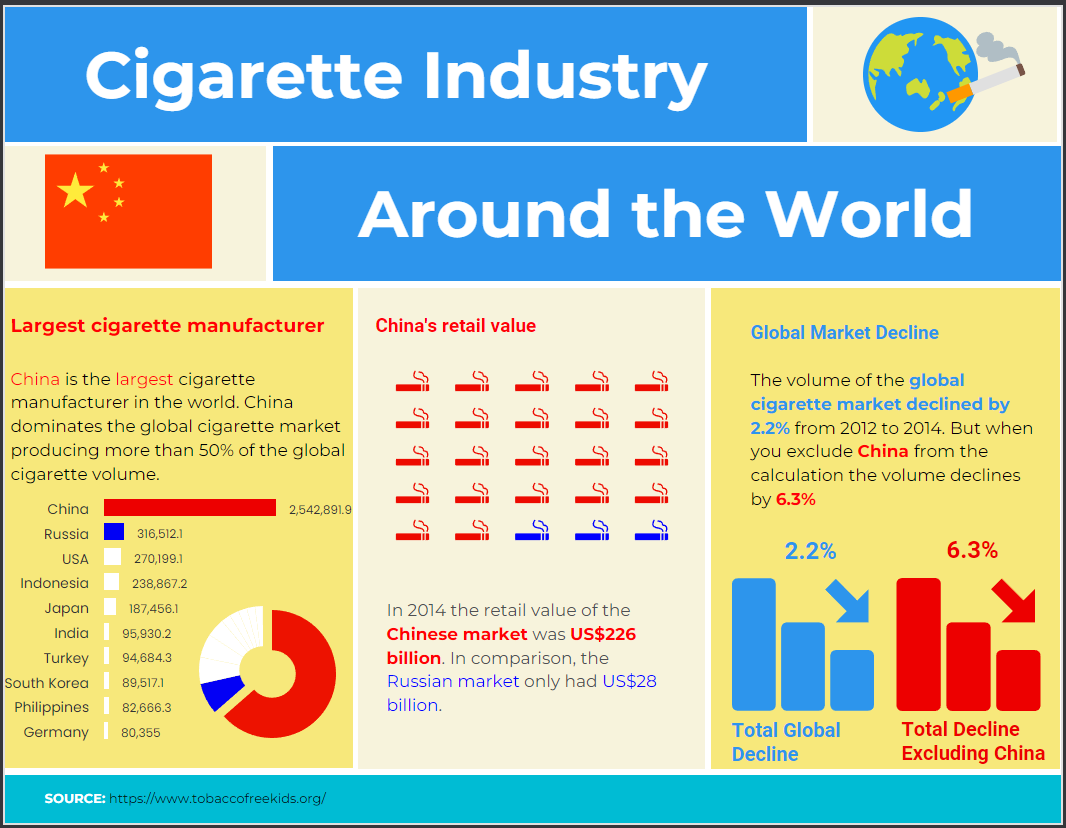 Cigarette Industry
Around the World
Largest cigarette manufacturer
China is the largest cigarette
manufacturer in the world. China
dominates the global cigarette market
producing more than 50% of the global
cigarette volume.
China 2,542,891.9
Russia 316,512.1
USA 270,199.1
Indonesia 238,867.2
Japan 187,456.1
India 95,930.2
Turkey 94,684.3
South Korea 89,517.1
Philippines 82,666.3
Germany 80,355
China's retail value
In 2014 the retail value of the
Chinese market was US$226
billion. In comparison, the
Russian market only had US$28
billion.
Global Market Decline
The volume of the global
cigarette market declined by
2.2% from 2012 to 2014. But when
you exclude China from the
calculation the volume declines
by 6.3%
2.2%
Total Global
Decline
6.3%
Total Decline
Excluding China
SOURCE: https://www.tobaccofreekids.org/